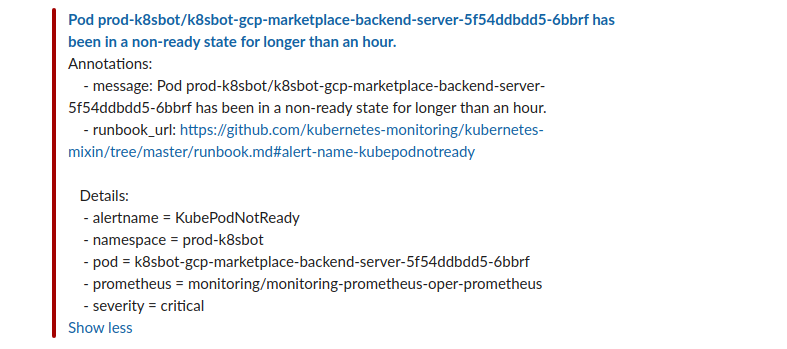 Pod prod-k8sbot/k8sbot-gcp-marketplace-backend-server-5f54ddbdd5-6bbrf has
been in a non-ready state for longer than an hour.
Annotations:
- message: Pod prod-k8sbot/k8sbot-gcp-marketplace-backend-server-
5f54ddbdd5-6bbrf has been in a non-ready state for longer than an hour.
- runbook_url: https://github.com/kubernetes-monitoring/kubernetes-
mixin/tree/master/runbook.md#alert-name-kubepodnotready
Details:
- alertname = KubePodNotReady
- namespace = prod-k8sbot
- pod = k8sbot-gcp-marketplace-backend-server-5f54ddbdd5-6bbrf
- prometheus = monitoring/monitoring-prometheus-oper-prometheus
- severity = critical
Show less